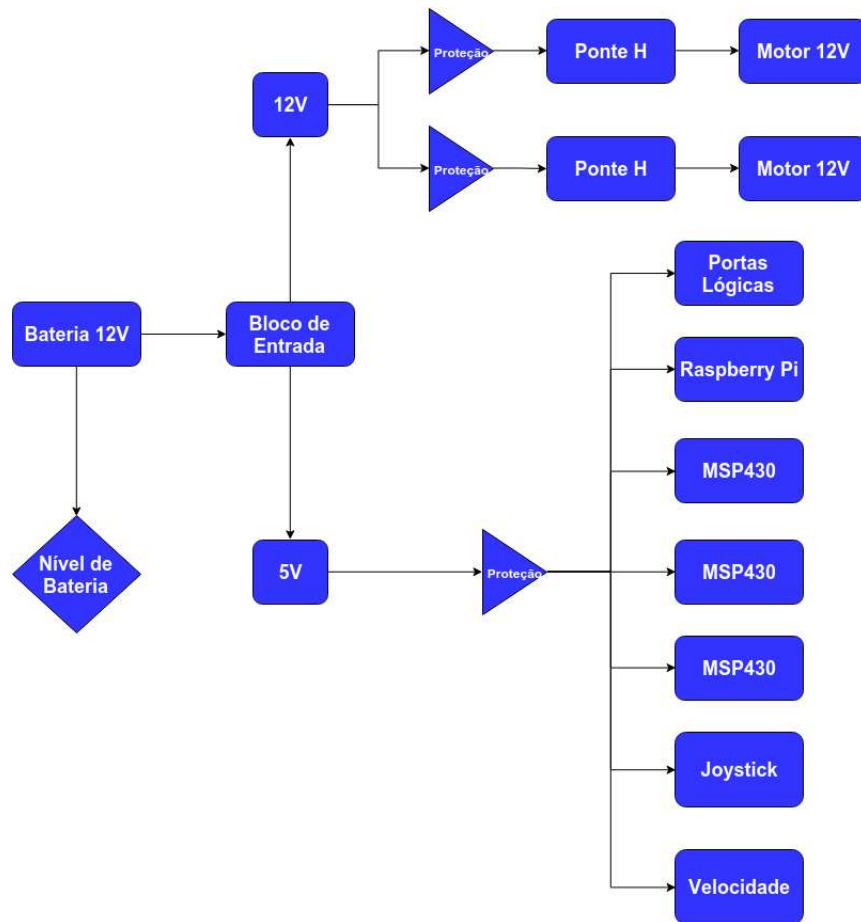 Proteção
Ponte H
Motor 12V
12V
Proteção
Ponte H
Motor 12V
Portas
Lógicas
Bateria 12V
Bloco de
Entrada
Raspberry Pi
MSP430
Nível de
Bateria
5V
Proteção
MSP430
MSP430
Joystick
Velocidade